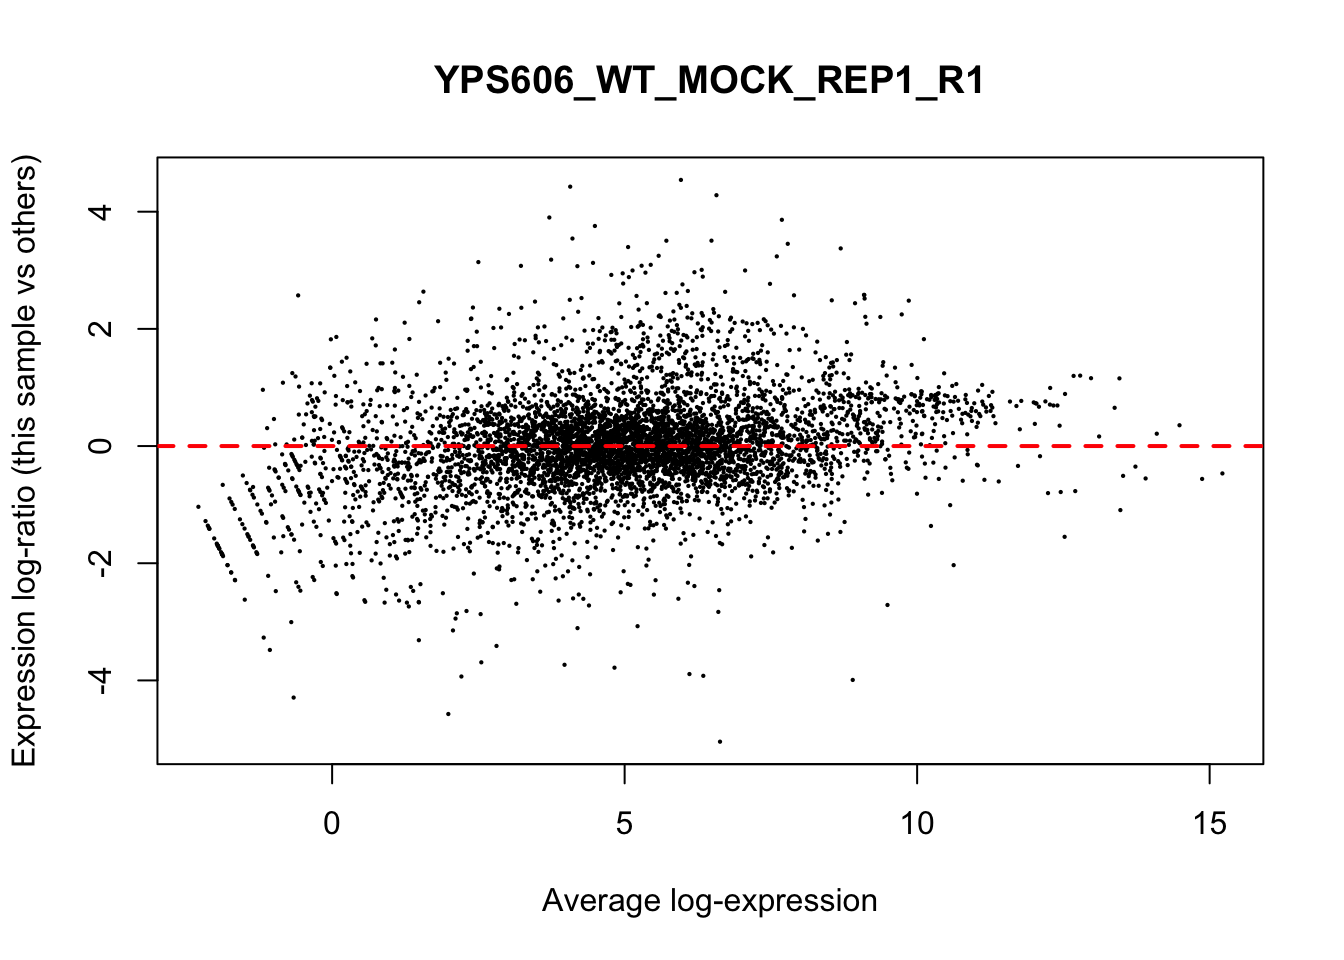 YPS606_WT_MOCK_REP1_R1
Expression log-ratio (this sample vs others)
4
2
0
-2
-4
0 5 10 15
Average log-expression